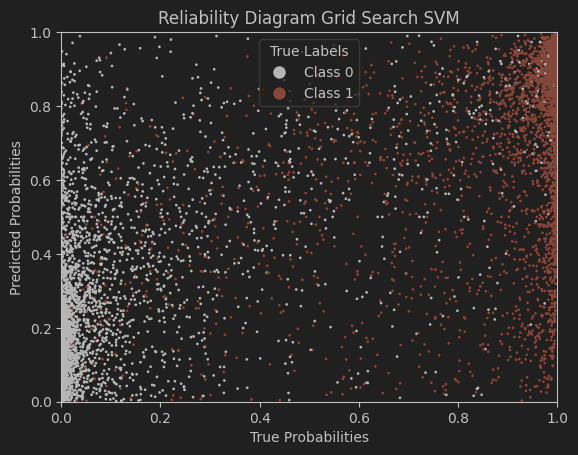 Reliability Diagram Grid Search SVM
True Labels
Class 0
Class 1
Predicted Probabilities
1.0
0.8
0.6
0.4
0.2
0.0
0.0 0.2 0.4 0.6 0.8 1.0
True Probabilities